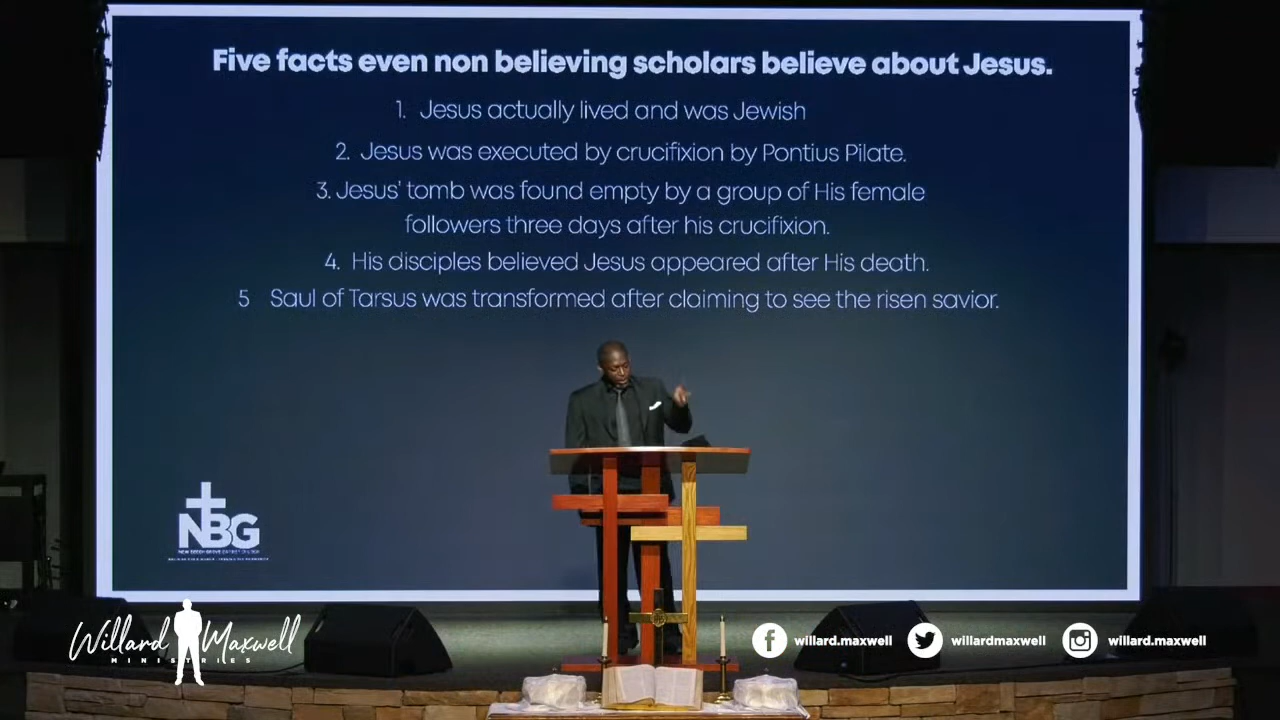 Five facts even non believing scholars believe about Jesus.
1. Jesus actually lived and was Jewish
2. Jesus was executed by crucifixion by Pontius Pilate.
3. Jesus' tomb was found empty by a group of His female
followers three days after his crucifixion.
4. His disciples believed Jesus appeared after His death.
5 Saul of Tarsus was transformed after claiming to see the risen savior.
NBG
Willard Maxwell
MINISTRIES
willard.maxwell
willardmaxwell
willard.maxwell